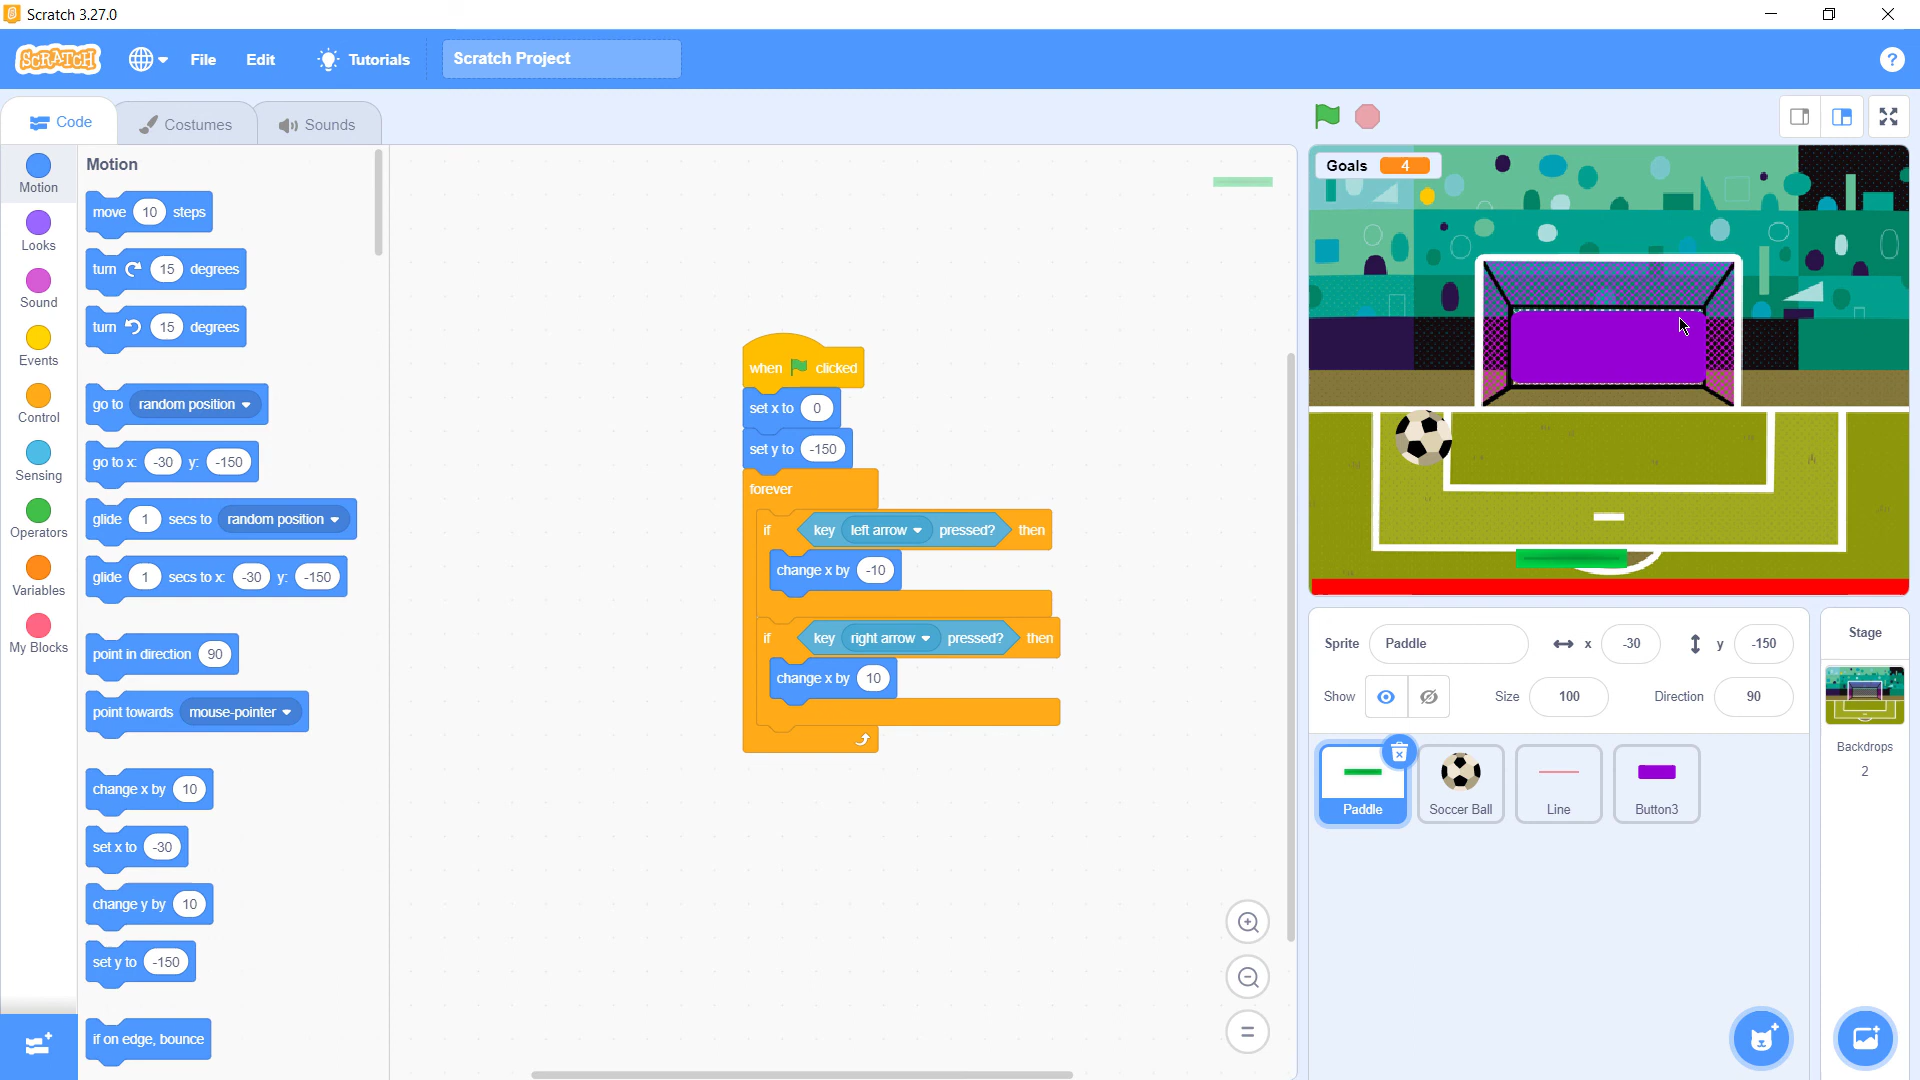 Scratch 3.27.0
SCRATCH File Edit Tutorials Scratch Project ?
Code Costumes Sounds
Motion
Looks
Sound
Events
Control
Sensing
Operators
Variables
My Blocks
Motion
move 10 steps
turn 15 degrees
turn 15 degrees
go to random position
go to x: -30 y: -150
glide 1 secs to random position
glide 1 secs to x: -30 y: -150
point in direction 90
point towards mouse-pointer
change x by 10
set x to -30
change y by 10
set y to -150
if on edge, bounce
when clicked
set x to 0
set y to -150
forever
if key left arrow pressed? then
change x by -10
if key right arrow pressed? then
change x by 10
Goals 4
Sprite Paddle x -30 y -150
Show Size 100 Direction 90
Paddle Soccer Ball Line Button3
Stage
Backdrops
2